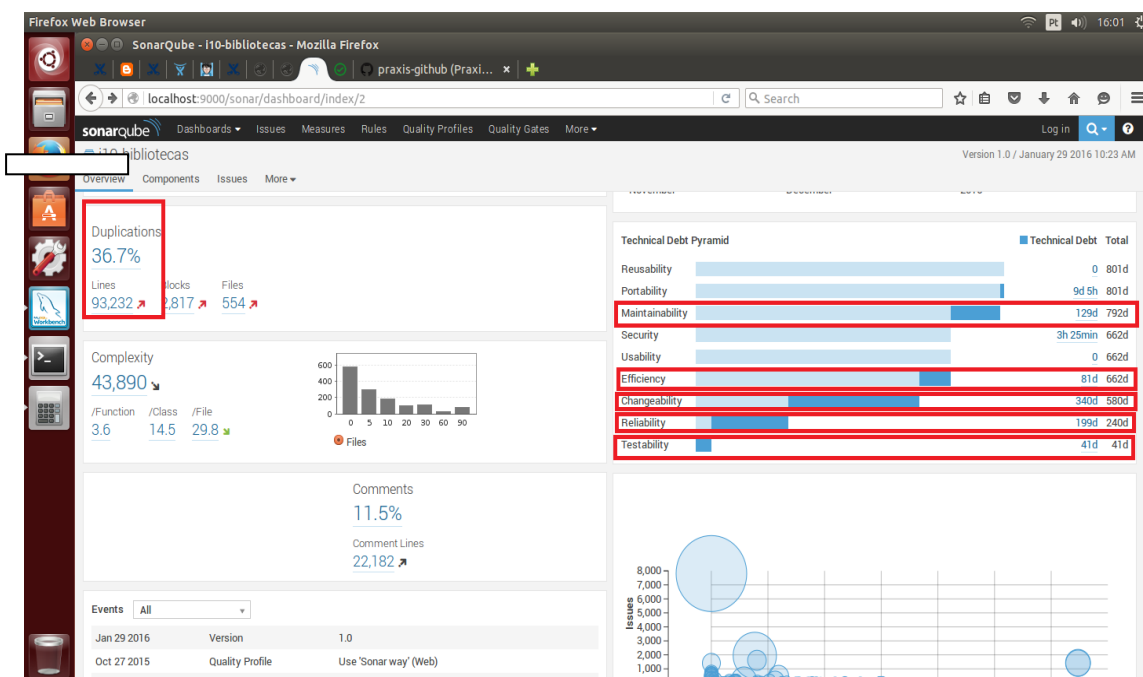 Firefox Web Browser
Pt 16:01
SonarQube - i10-bibliotecas - Mozilla Firefox
praxis-github (Praxi... ×
localhost:9000/sonar/dashboard/index/2
Search
sonarqube Dashboards Issues Measures Rules Quality Profiles Quality Gates More Log in
i10-bibliotecas
Version 1.0 / January 29 2016 10:23 AM
Overview Components Issues More
November December 2016
Duplications
36.7%
Lines Blocks Files
93,232 2,817 554
Complexity
43,890
/Function /Class /File
3.6 14.5 29.8
600
400
200
0
0 5 10 20 30 60 90
Files
Comments
11.5%
Comment Lines
22,182
Events All
Jan 29 2016 Version 1.0
Oct 27 2015 Quality Profile Use 'Sonar way' (Web)
Technical Debt Pyramid Technical Debt Total
Reusability 0 801d
Portability 9d 5h 801d
Maintainability 129d 792d
Security 3h 25min 662d
Usability 0 662d
Efficiency 81d 662d
Changeability 340d 580d
Reliability 199d 240d
Testability 41d 41d
Issues
8,000
7,000
6,000
5,000
4,000
3,000
2,000
1,000
MySQL
Workbench